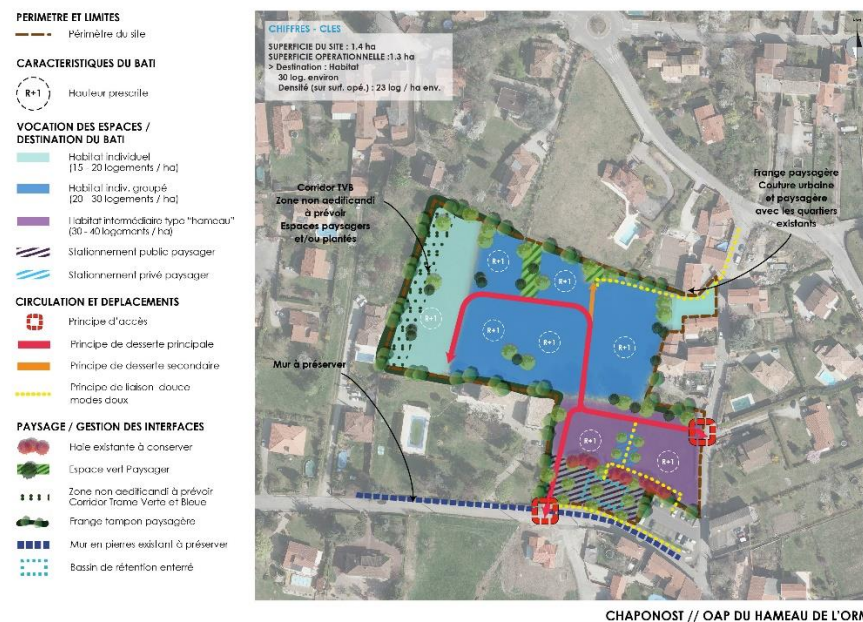 PERIMETRE ET LIMITES
Périmètre du site
CARACTERISTIQUES DU BATI
R+1
Hauteur prescrite
VOCATION DES ESPACES /
DESTINATION DU BATI
Habitat individuel
(15 - 20 logements / ha)
Habitat indiv. groupé
(20 - 30 logements / ha)
Habitat intermédiaire type "hameau"
(30 - 40 logements / ha)
Stationnement public paysager
Stationnement privé paysager
CIRCULATION ET DEPLACEMENTS
Principe d'accès
Principe de desserte principale
Principe de desserte secondaire
Principe de liaison douce
modes doux
PAYSAGE / GESTION DES INTERFACES
Haie existante à conserver
Espace vert Paysager
Zone non aedificandi à prévoir
Corridor Trame Verte et Bleue
Frange tampon paysagère
Mur en pierres existant à préserver
Bassin de rétention enterré
CHIFFRES - CLES
SUPERFICIE DU SITE : 1.4 ha
SUPERFICIE OPERATIONNELLE :1.3 ha
> Destination : Habitat
30 log. environ
Densité (sur surf. opé.) : 23 log / ha env.
Corridor TVB
Zone non aedificandi
à prévoir
Espaces paysagers
et/ou plantés
Frange paysagère
Couture urbaine
et paysagère
avec les quartiers
existants
Mur à préserver
R+1
R+1
R+1
R+1
R+1
R+1
R+1
R+1
CHAPONOST // OAP DU HAMEAU DE L'ORM